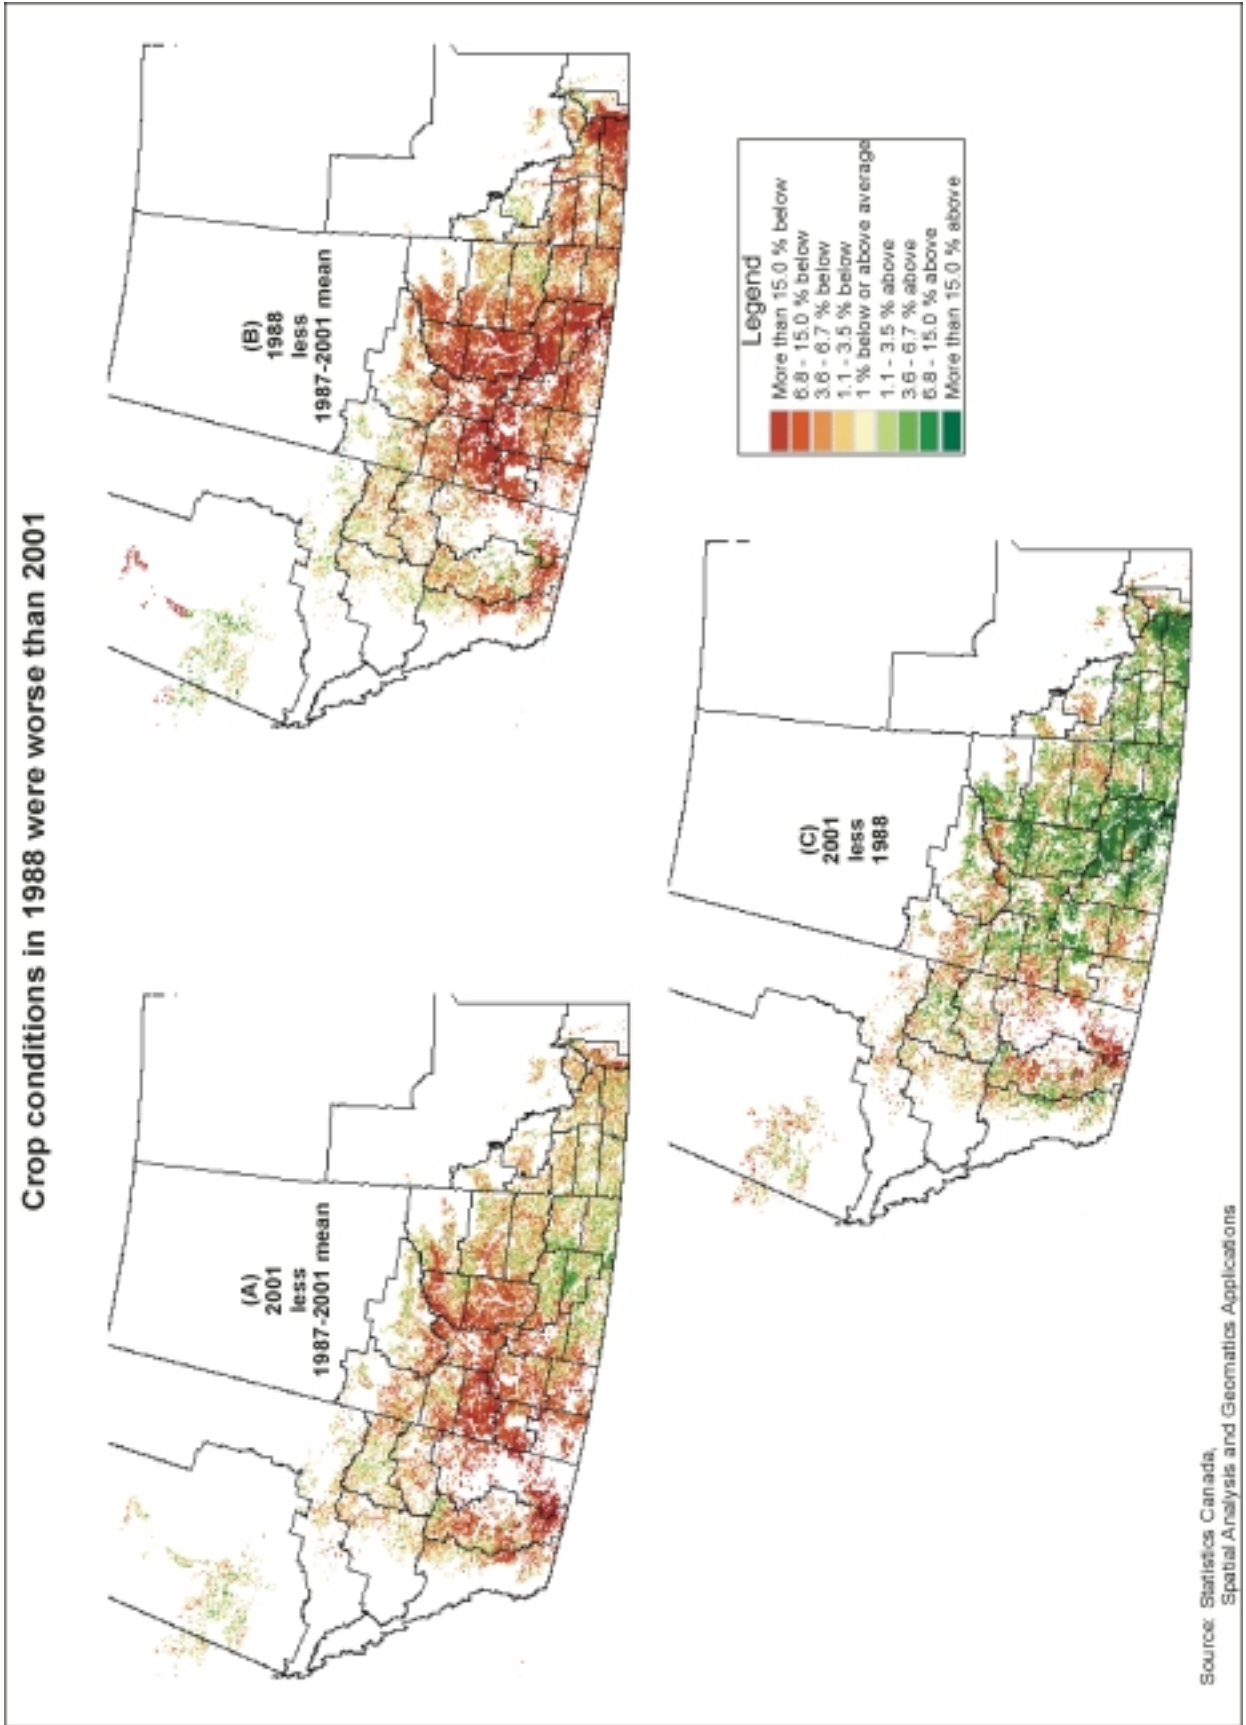 Crop conditions in 1988 were worse than 2001
(A)
2001
less
1987-2001 mean
(B)
1988
less
1987-2001 mean
(C)
2001
less
1988
Legend
More than 15.0 % below
6.8 - 15.0 % below
3.6 - 6.7 % below
1.1 - 3.5 % below
1 % below or above average
1.1 - 3.5 % above
3.6 - 6.7 % above
6.8 - 15.0 % above
More than 15.0 % above
Source: Statistics Canada,
Spatial Analysis and Geomatics Applications